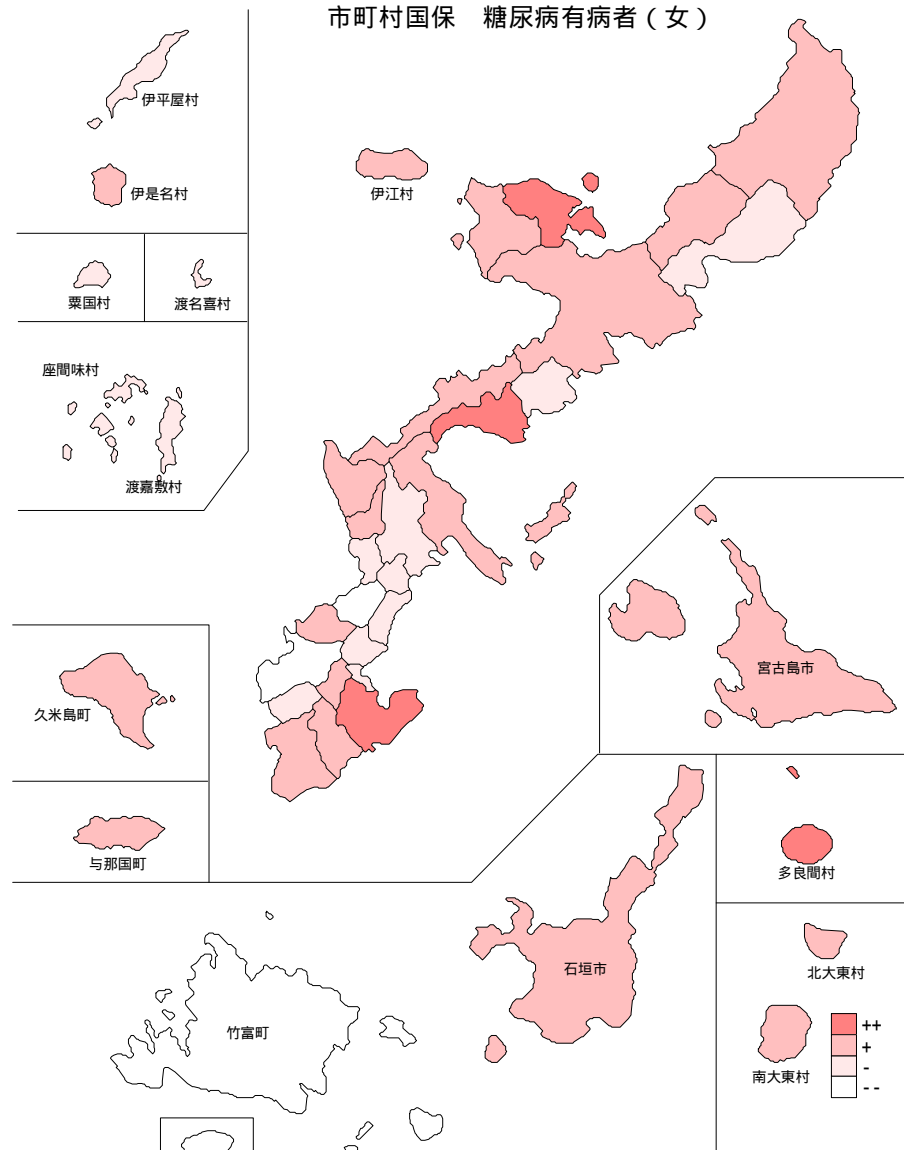 市町村国保　糖尿病有病者（女）
伊平屋村
伊是名村
伊江村
粟国村
渡名喜村
座間味村
渡嘉敷村
久米島町
宮古島市
与那国町
多良間村
石垣市
北大東村
竹富町
南大東村
++
+
-
--